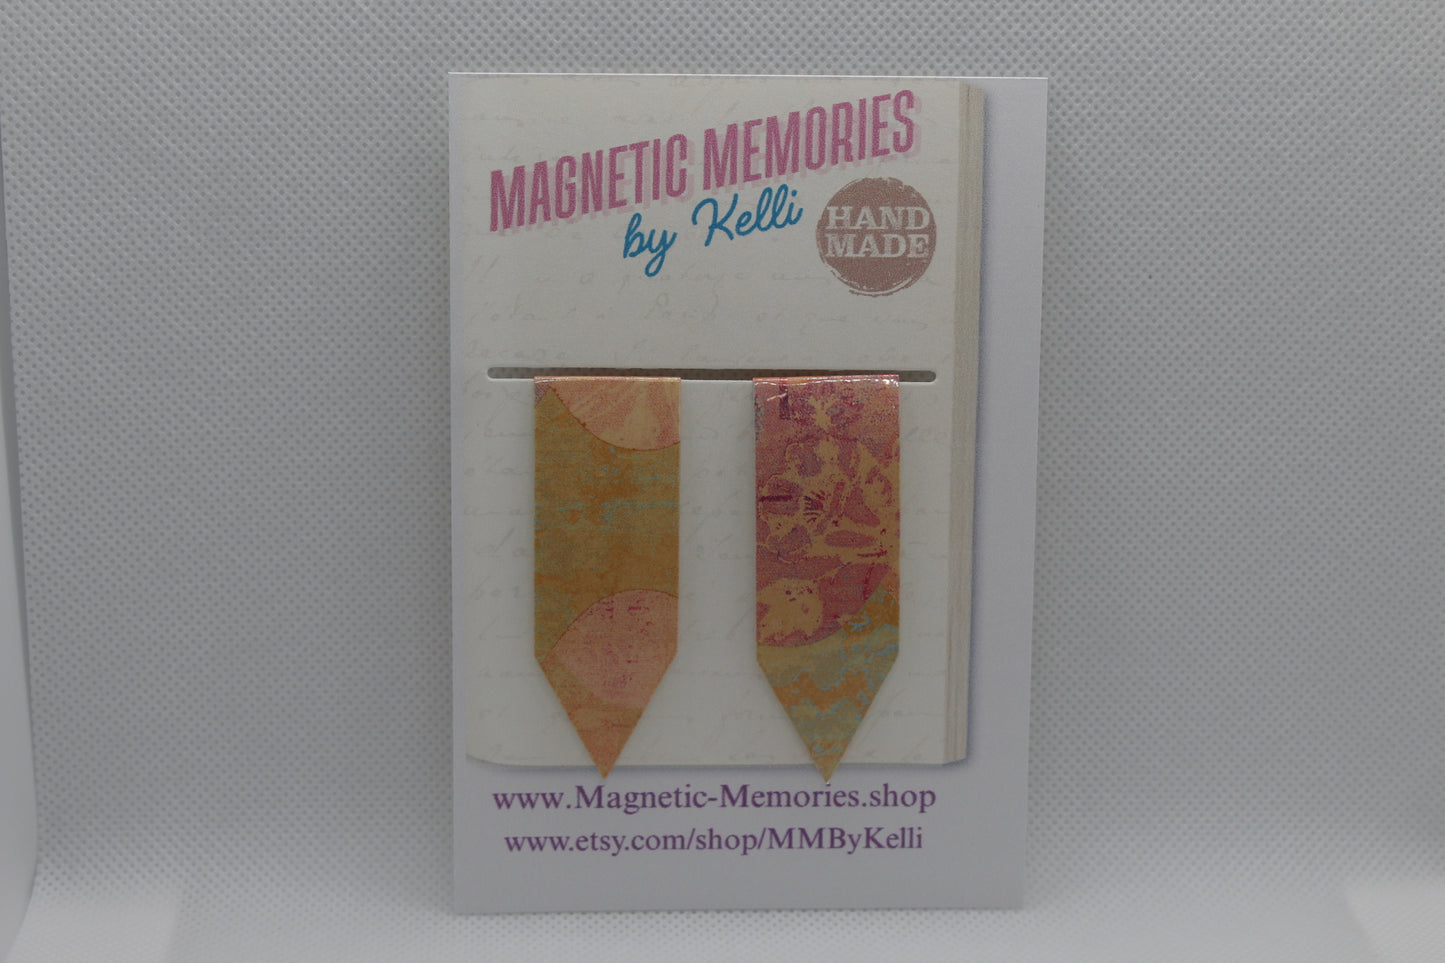 MAGNETIC MEMORIES
by Kelli
HAND
MADE
www.Magnetic-Memories.shop
www.etsy.com/shop/MMByKelli